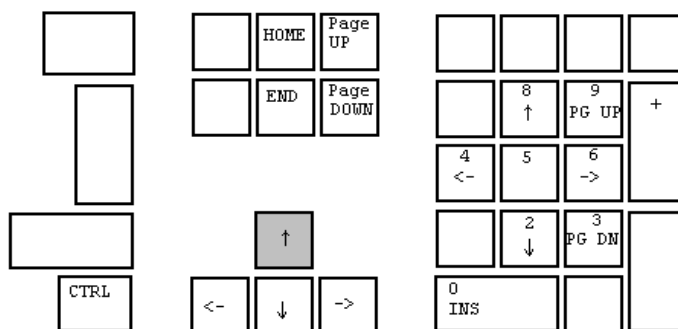 HOME
Page
UP
END
Page
DOWN
↑
CTRL
<-
↓
->
8
↑
9
PG UP
+
4
<-
5
6
->
2
↓
3
PG DN
0
INS